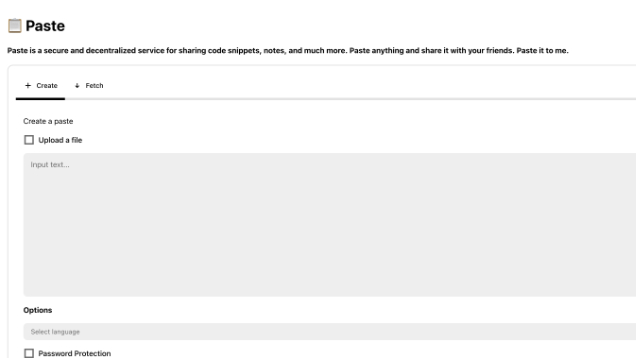 Paste
Paste is a secure and decentralized service for sharing code snippets, notes, and much more. Paste anything and share it with your friends. Paste it to me.
+ Create ↓ Fetch
Create a paste
Upload a file
Input text...
Options
Select language
Password Protection